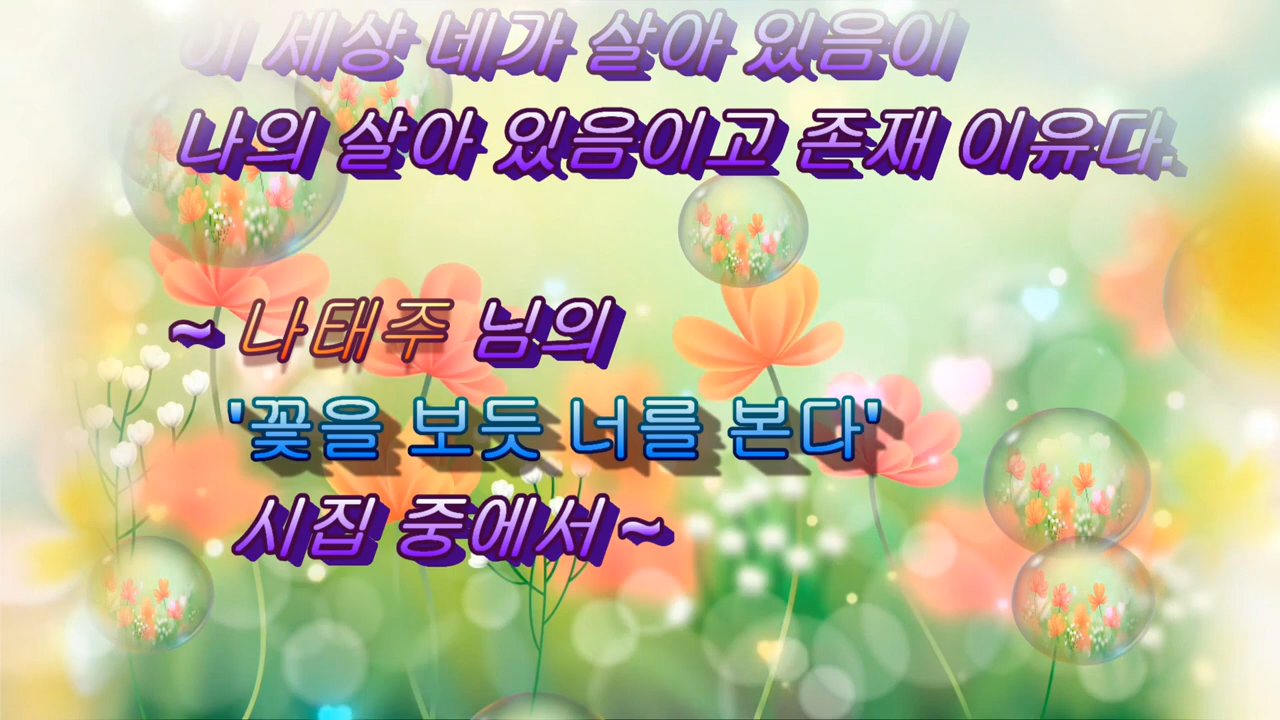 이 세상 네가 살아 있음이
나의 살아 있음이고 존재 이유다.
~ 나태주 님의
'꽃을 보듯 너를 본다'
시집 중에서~